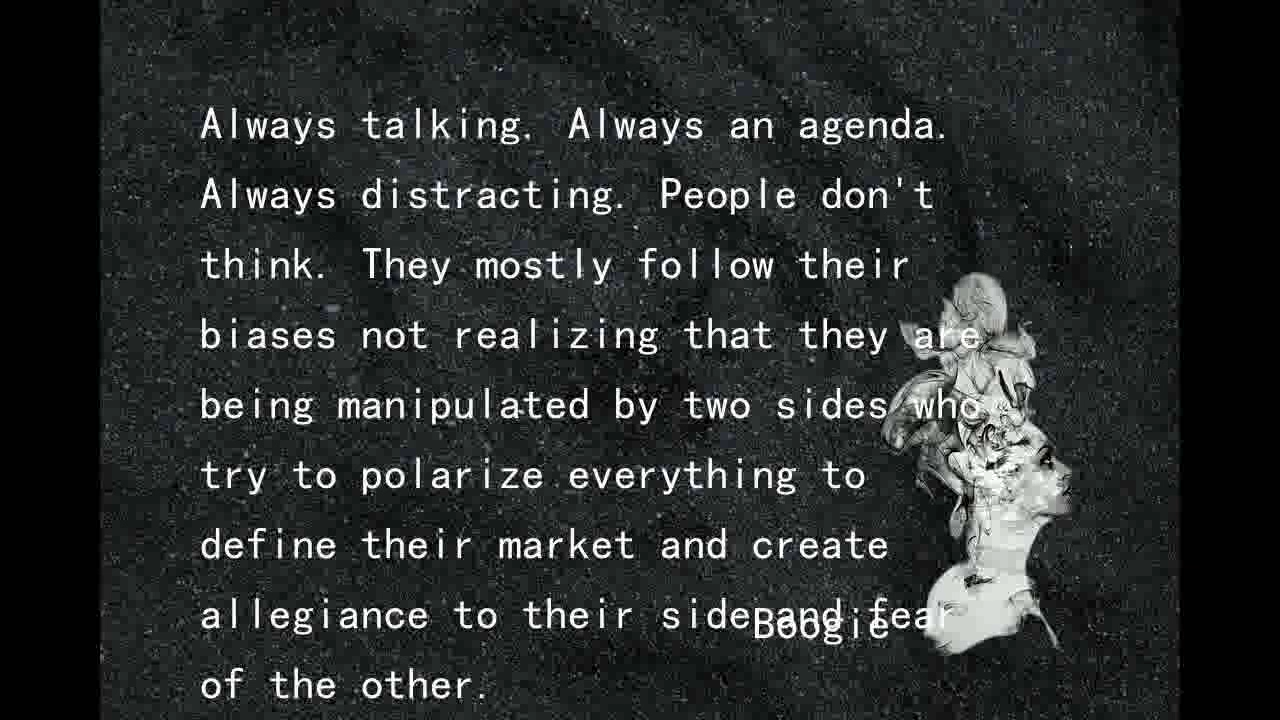 Always talking. Always an agenda.
Always distracting. People don't
think. They mostly follow their
biases not realizing that they are
being manipulated by two sides who
try to polarize everything to
define their market and create
allegiance to their side and fear
Boogie
of the other.